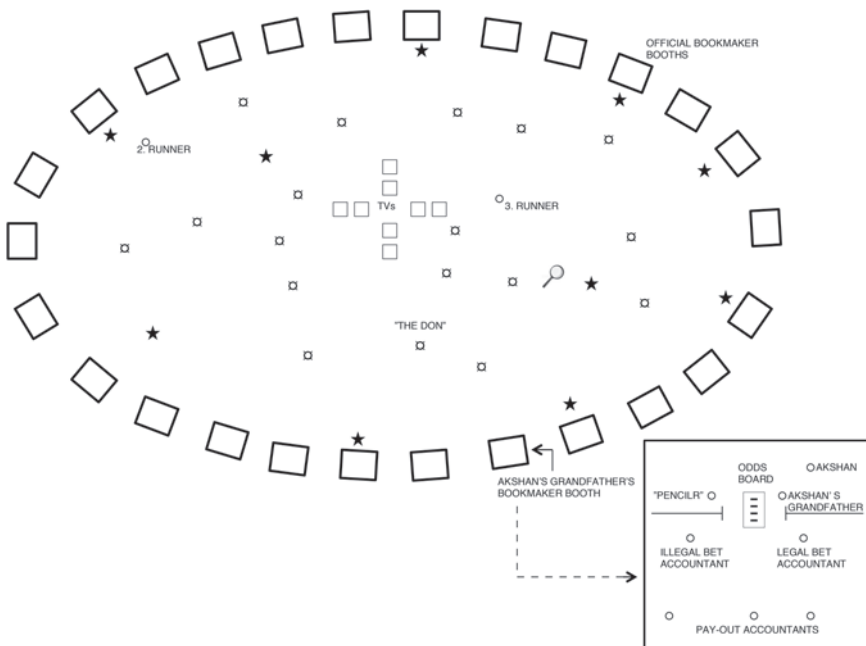 OFFICIAL BOOKMAKER
BOOTHS
2. RUNNER
TVs
3. RUNNER
"THE DON"
AKSHAN'S GRANDFATHER'S
BOOKMAKER BOOTH
ODDS
BOARD
AKSHAN
"PENCILR"
AKSHAN' S
GRANDFATHER
ILLEGAL BET
ACCOUNTANT
LEGAL BET
ACCOUNTANT
PAY-OUT ACCOUNTANTS